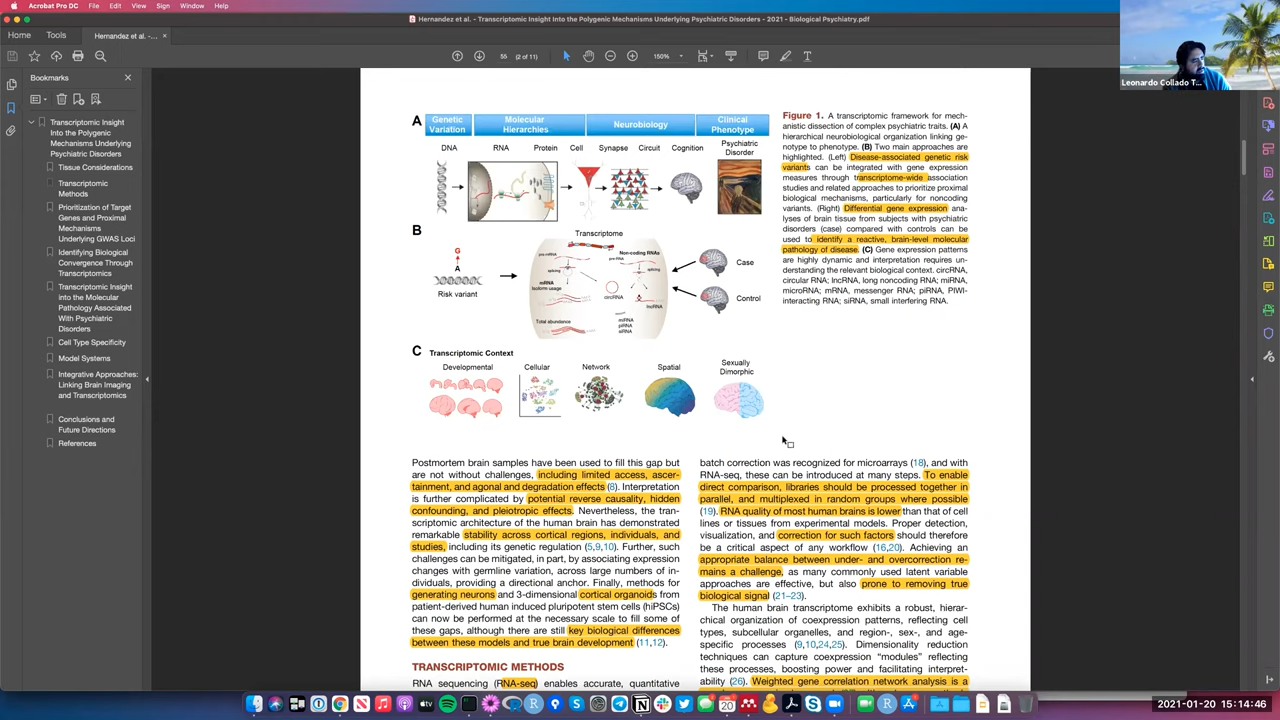 Acrobat Pro DC File Edit View Sign Window Help
Hernandez et al. - Transcriptomic Insight Into the Polygenic Mechanisms Underlying Psychiatric Disorders - 2021 - Biological Psychiatry.pdf
Home Tools Hernandez et al. -... ×
55 (2 of 11) 150%
Leonardo Collado T...
Bookmarks
Transcriptomic Insight
Into the Polygenic
Mechanisms Underlying
Psychiatric Disorders
Tissue Considerations
Transcriptomic
Methods
Prioritization of Target
Genes and Proximal
Mechanisms
Underlying GWAS Loci
Identifying Biological
Convergence Through
Transcriptomics
Transcriptomic Insight
into the Molecular
Pathology Associated
With Psychiatric
Disorders
Cell Type Specificity
Model Systems
Integrative Approaches:
Linking Brain Imaging
and Transcriptomics
Conclusions and
Future Directions
References
A
Genetic
Variation
Molecular
Hierarchies
Neurobiology
Clinical
Phenotype
DNA RNA Protein Cell Synapse Circuit Cognition
Psychiatric
Disorder
B
Transcriptome
G
A
Risk variant
pre-mRNA
splicing
mRNA
Isoform usage
Total abundance
Non-coding RNAs
pre-RNA
splicing
circRNA
lncRNA
miRNA
piRNA
siRNA
Case
Control
C Transcriptomic Context
Developmental Cellular Network Spatial
Sexually
Dimorphic
Figure 1. A transcriptomic framework for mech-
anistic dissection of complex psychiatric traits. (A) A
hierarchical neurobiological organization linking ge-
notype to phenotype. (B) Two main approaches are
highlighted. (Left) Disease-associated genetic risk
variants can be integrated with gene expression
measures through transcriptome-wide association
studies and related approaches to prioritize proximal
biological mechanisms, particularly for noncoding
variants. (Right) Differential gene expression ana-
lyses of brain tissue from subjects with psychiatric
disorders (case) compared with controls can be
used to identify a reactive, brain-level molecular
pathology of disease. (C) Gene expression patterns
are highly dynamic and interpretation requires un-
derstanding the relevant biological context. circRNA,
circular RNA; lncRNA, long noncoding RNA; miRNA,
microRNA; mRNA, messenger RNA; piRNA, PIWI-
interacting RNA; siRNA, small interfering RNA.
Postmortem brain samples have been used to fill this gap but
are not without challenges, including limited access, ascer-
tainment, and agonal and degradation effects (8). Interpretation
is further complicated by potential reverse causality, hidden
confounding, and pleiotropic effects. Nevertheless, the tran-
scriptomic architecture of the human brain has demonstrated
remarkable stability across cortical regions, individuals, and
studies, including its genetic regulation (5,9,10). Further, such
challenges can be mitigated, in part, by associating expression
changes with germline variation, across large numbers of in-
dividuals, providing a directional anchor. Finally, methods for
generating neurons and 3-dimensional cortical organoids from
patient-derived human induced pluripotent stem cells (hiPSCs)
can now be performed at the necessary scale to fill some of
these gaps, although there are still key biological differences
between these models and true brain development (11,12).
TRANSCRIPTOMIC METHODS
RNA sequencing (RNA-seq) enables accurate, quantitative
batch correction was recognized for microarrays (18), and with
RNA-seq, these can be introduced at many steps. To enable
direct comparison, libraries should be processed together in
parallel, and multiplexed in random groups where possible
(19). RNA quality of most human brains is lower than that of cell
lines or tissues from experimental models. Proper detection,
visualization, and correction for such factors should therefore
be a critical aspect of any workflow (16,20). Achieving an
appropriate balance between under- and overcorrection re-
mains a challenge, as many commonly used latent variable
approaches are effective, but also prone to removing true
biological signal (21–23).
The human brain transcriptome exhibits a robust, hierar-
chical organization of coexpression patterns, reflecting cell
types, subcellular organelles, and region-, sex-, and age-
specific processes (9,10,24,25). Dimensionality reduction
techniques can capture coexpression “modules” reflecting
these processes, boosting power and facilitating interpret-
ability (26). Weighted gene correlation network analysis is a
2021-01-20 15:14:46